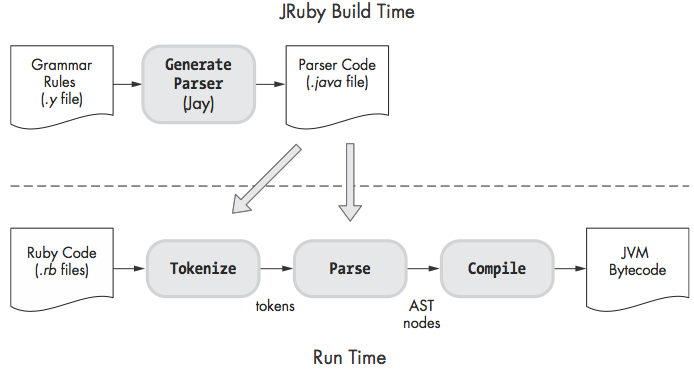 JRuby Build Time
Grammar
Rules
(.y file)
Generate
Parser
(Jay)
Parser Code
(.java file)
Ruby Code
(.rb files)
Tokenize
tokens
Parse
AST
nodes
Compile
JVM
Bytecode
Run Time